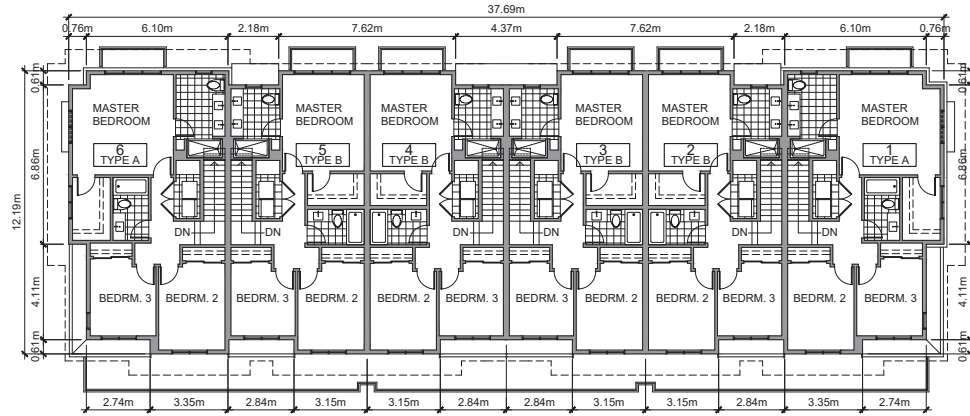 37.69m
0.76m 6.10m 2.18m 7.62m 4.37m 7.62m 2.18m 6.10m 0.76m
0.61m 0.61m 0.61m
MASTER BEDROOM
6
TYPE A
MASTER BEDROOM
5
TYPE B
MASTER BEDROOM
4
TYPE B
MASTER BEDROOM
3
TYPE B
MASTER BEDROOM
2
TYPE B
MASTER BEDROOM
1
TYPE A
12.19m
6.86m
6.86m
DN DN DN DN DN DN
4.11m
4.11m
BEDRM. 3 BEDRM. 2 BEDRM. 3 BEDRM. 2 BEDRM. 2 BEDRM. 3 BEDRM. 3 BEDRM. 2 BEDRM. 2 BEDRM. 3 BEDRM. 2 BEDRM. 3
0.61m
0.61m
2.74m 3.35m 2.84m 3.15m 3.15m 2.84m 2.84m 3.15m 3.15m 2.84m 3.35m 2.74m